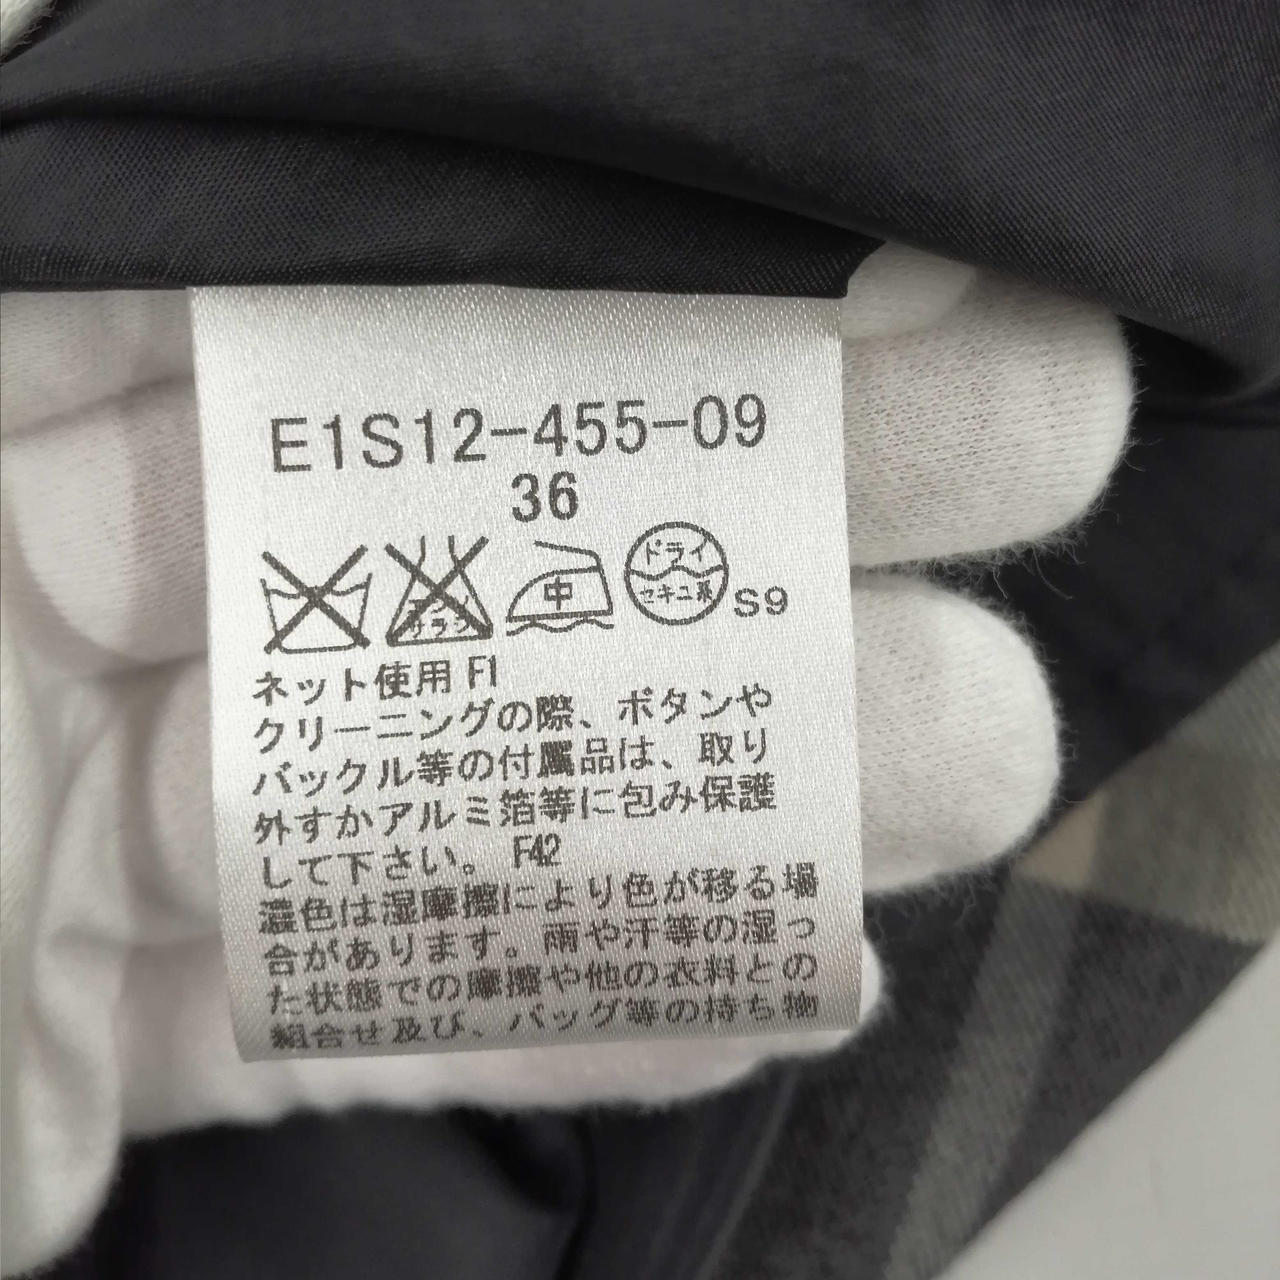 E1S12-455-09
36
中
ドライ
セキユ系
S9
ネット使用 F1
クリーニングの際、ボタンや
バックル等の付属品は、取り
外すかアルミ箔等に包み保護
して下さい。 F42
濃色は湿摩擦により色が移る場
合があります。雨や汗等の湿っ
た状態での摩擦や他の衣料との
組合せ及び、バッグ等の持ち物